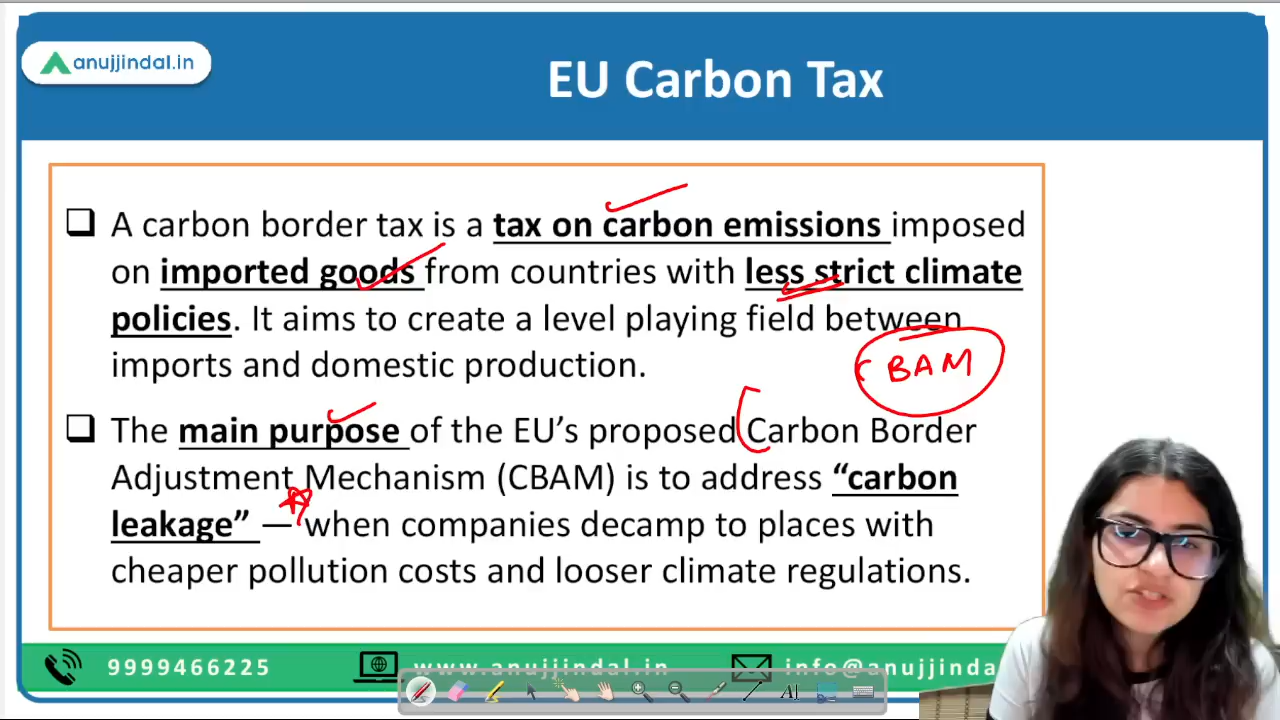 anujjindal.in
EU Carbon Tax
A carbon border tax is a tax on carbon emissions imposed
on imported goods from countries with less strict climate
policies. It aims to create a level playing field between
imports and domestic production.
CBAM
The main purpose of the EU’s proposed Carbon Border
Adjustment Mechanism (CBAM) is to address “carbon
leakage” — when companies decamp to places with
cheaper pollution costs and looser climate regulations.
9999466225
www.anujjindal.in
info@anujjinda